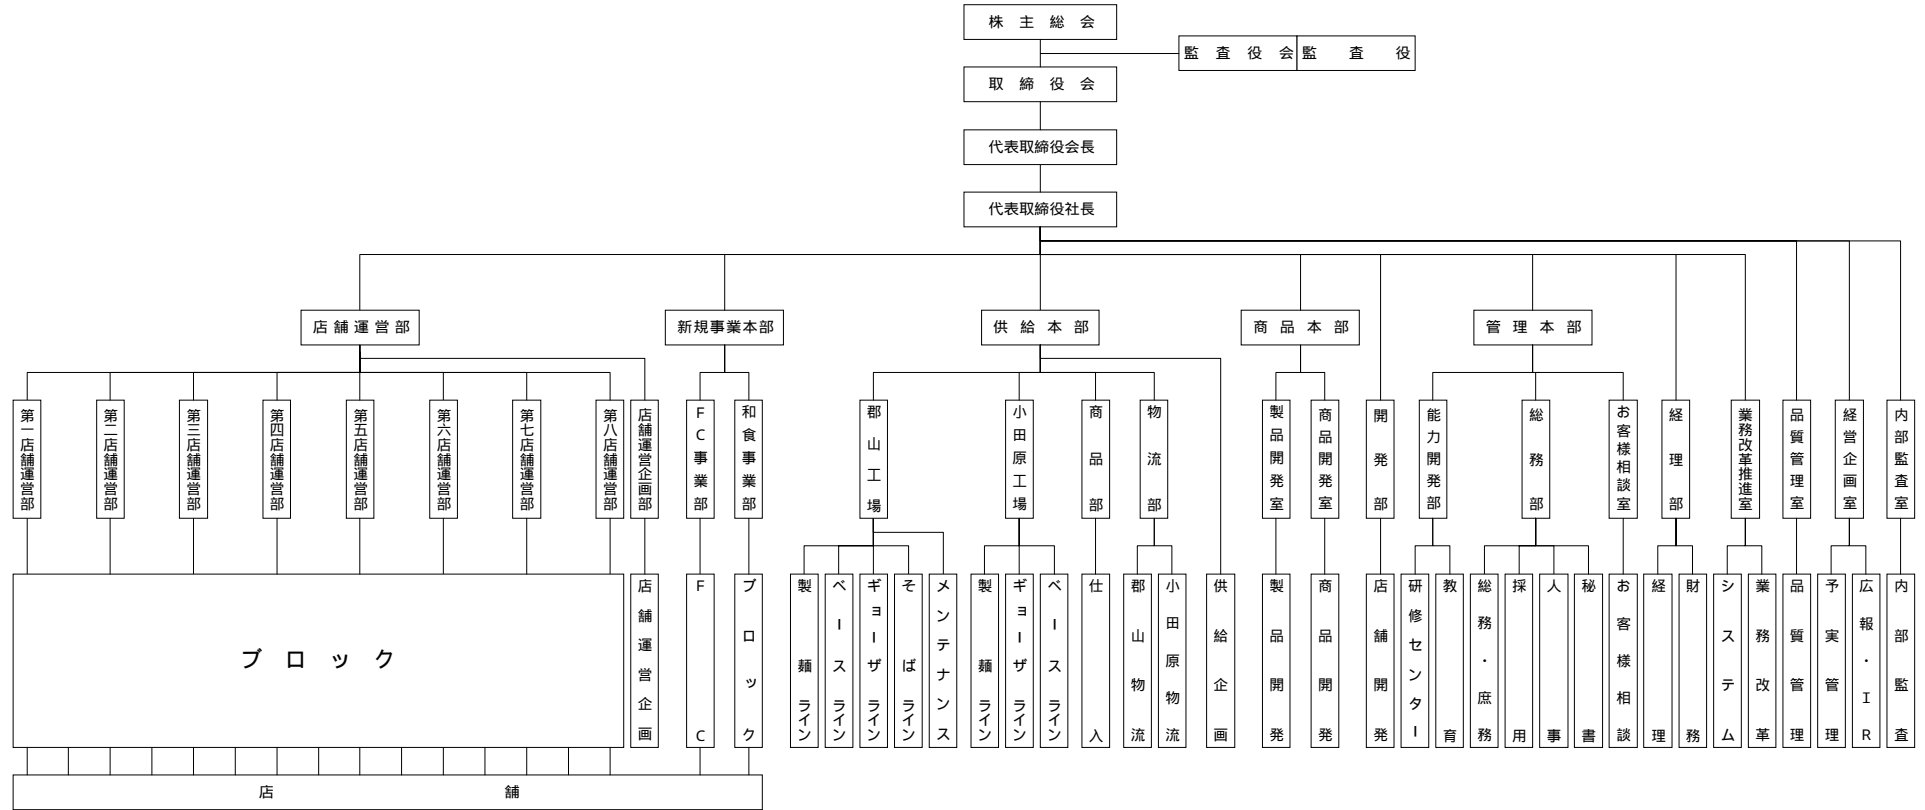 株主総会
監査役会 監査役
取締役会
代表取締役会長
代表取締役社長
店舗運営部
新規事業本部
供給本部
商品本部
管理本部
第一店舗運営部
第二店舗運営部
第三店舗運営部
第四店舗運営部
第五店舗運営部
第六店舗運営部
第七店舗運営部
第八店舗運営部
店舗運営企画部
FC事業部
和食事業部
郡山工場
小田原工場
商品部
物流部
製品開発室
商品開発室
開発部
能力開発部
総務部
お客様相談室
経理部
業務改革推進室
品質管理室
経営企画室
内部監査室
ブロック
店舗運営企画
FC
ブロック
製麺ライン
ベースライン
ギョーザライン
そばライン
メンテナンス
製麺ライン
ギョーザライン
ベースライン
仕入
郡山物流
小田原物流
供給企画
製品開発
商品開発
店舗開発
研修センター
教育
総務・庶務
採用
人事
秘書
お客様相談
経理
財務
システム
業務改革
品質管理
予実管理
広報・IR
内部監査
店舗